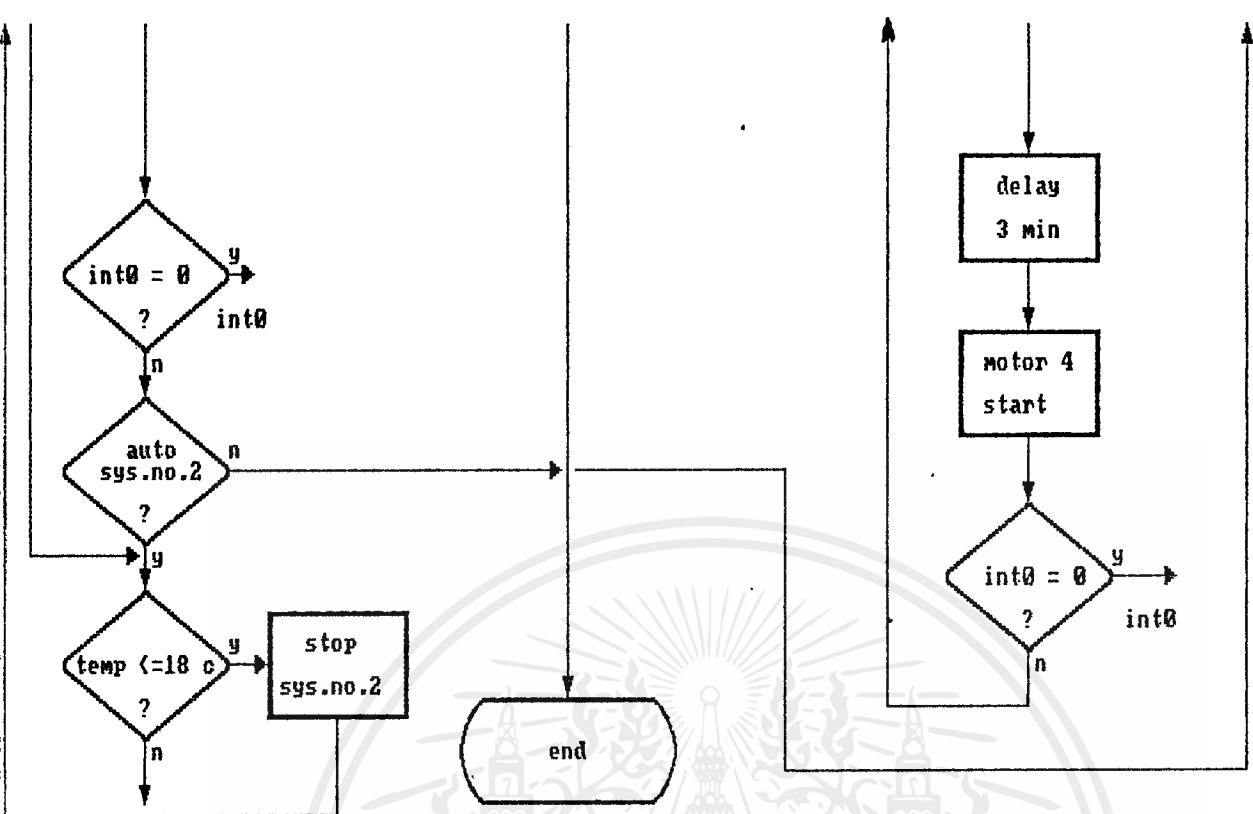 int0 = 0
?
y
int0
n
auto
sys.no.2
?
n
y
temp <=18 c
?
y
n
stop
sys.no.2
end
delay
3 min
motor 4
start
int0 = 0
?
y
int0
n